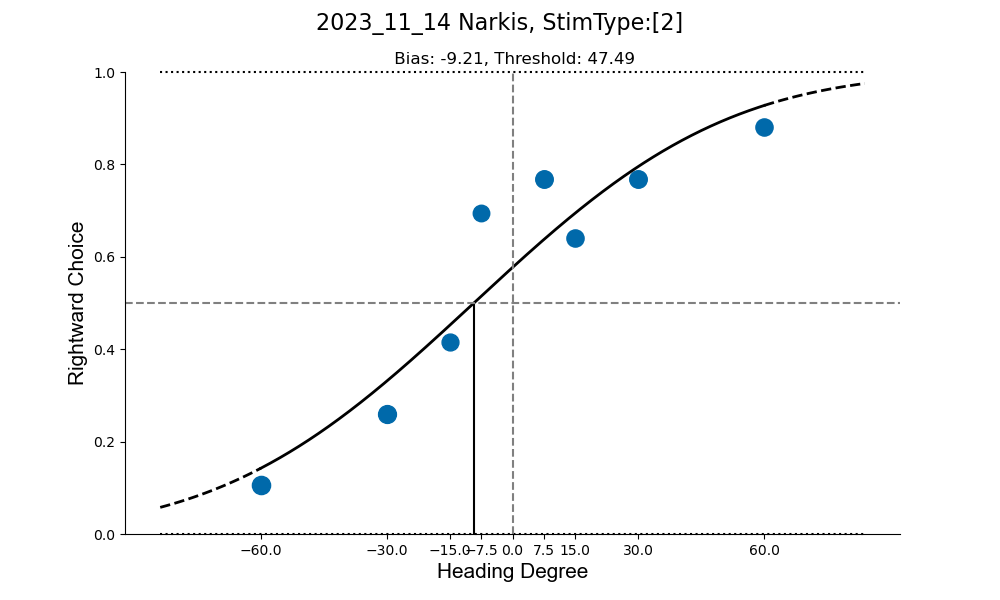 2023_11_14 Narkis, StimType:[2]
Bias: -9.21, Threshold: 47.49
1.0
0.8
0.6
0.4
0.2
0.0
Rightward Choice
−60.0 −30.0 −15.0 −7.5 0.0 7.5 15.0 30.0 60.0
Heading Degree